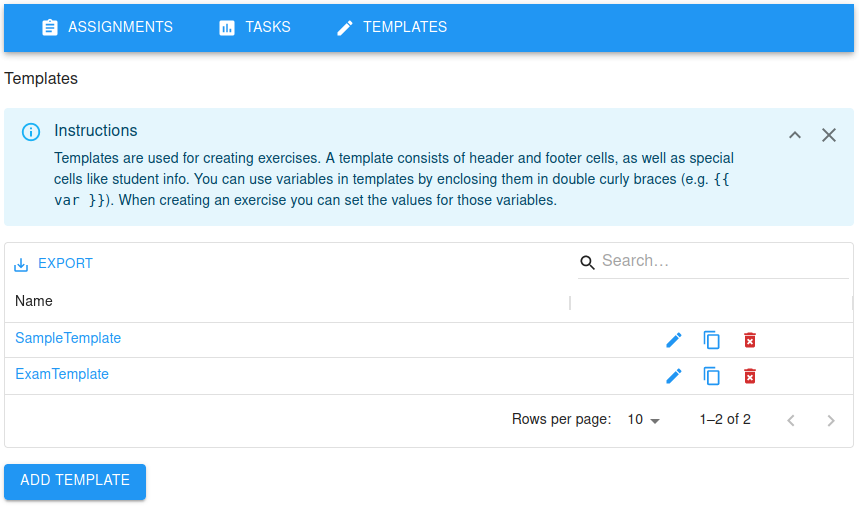 ASSIGNMENTS TASKS TEMPLATES
Templates
Instructions
Templates are used for creating exercises. A template consists of header and footer cells, as well as special
cells like student info. You can use variables in templates by enclosing them in double curly braces (e.g. {{
var }}). When creating an exercise you can set the values for those variables.
EXPORT Search…
Name
SampleTemplate
ExamTemplate
Rows per page: 10 1–2 of 2
ADD TEMPLATE